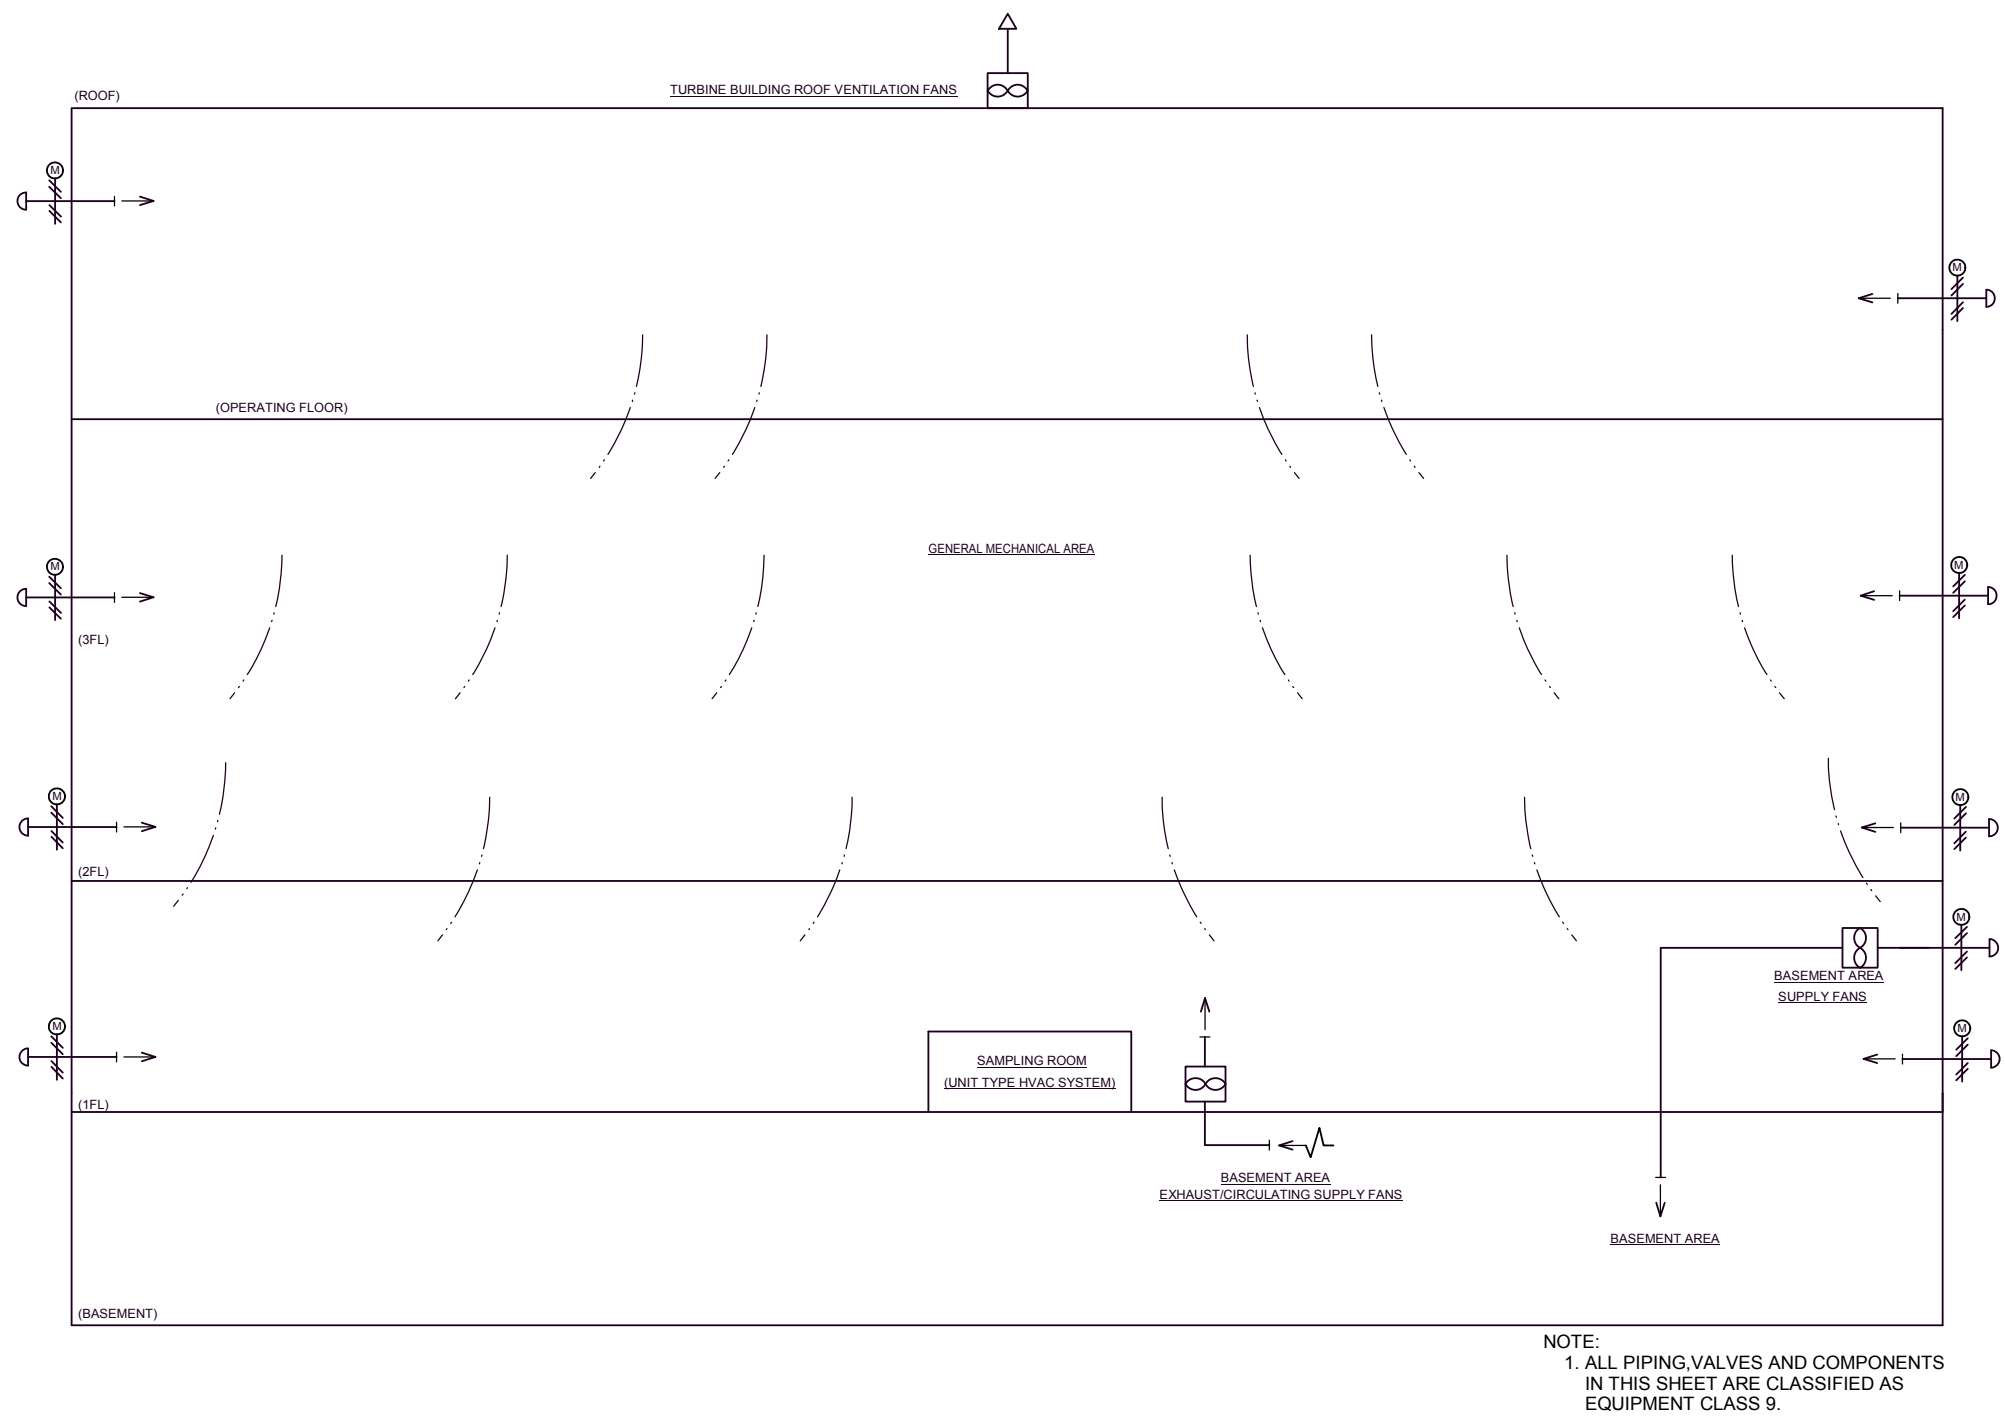 TURBINE BUILDING ROOF VENTILATION FANS
(ROOF)
M
M
(OPERATING FLOOR)
GENERAL MECHANICAL AREA
M
M
(3FL)
M
M
(2FL)
M
BASEMENT AREA
SUPPLY FANS
M
M
SAMPLING ROOM
(UNIT TYPE HVAC SYSTEM)
(1FL)
BASEMENT AREA
EXHAUST/CIRCULATING SUPPLY FANS
BASEMENT AREA
(BASEMENT)
NOTE:
1. ALL PIPING,VALVES AND COMPONENTS
IN THIS SHEET ARE CLASSIFIED AS
EQUIPMENT CLASS 9.